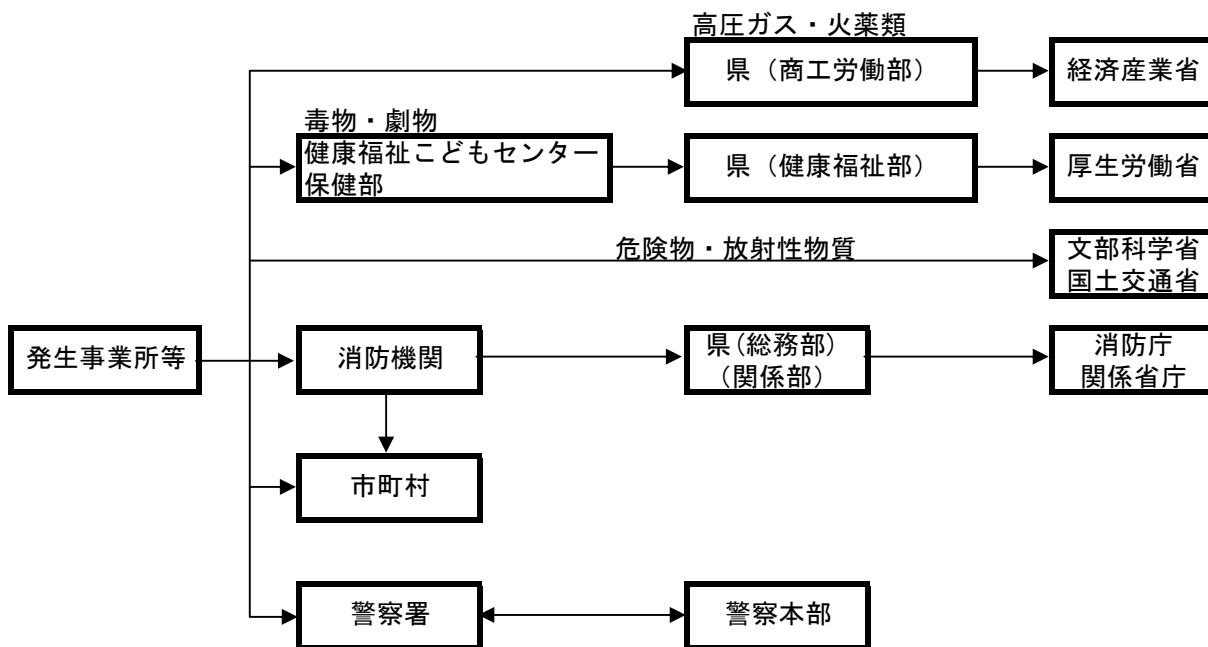 高圧ガス・火薬類
県（商工労働部）
経済産業省
毒物・劇物
健康福祉こどもセンター
保健部
県（健康福祉部）
厚生労働省
危険物・放射性物質
文部科学省
国土交通省
発生事業所等
消防機関
県(総務部)
(関係部)
消防庁
関係省庁
市町村
警察署
警察本部